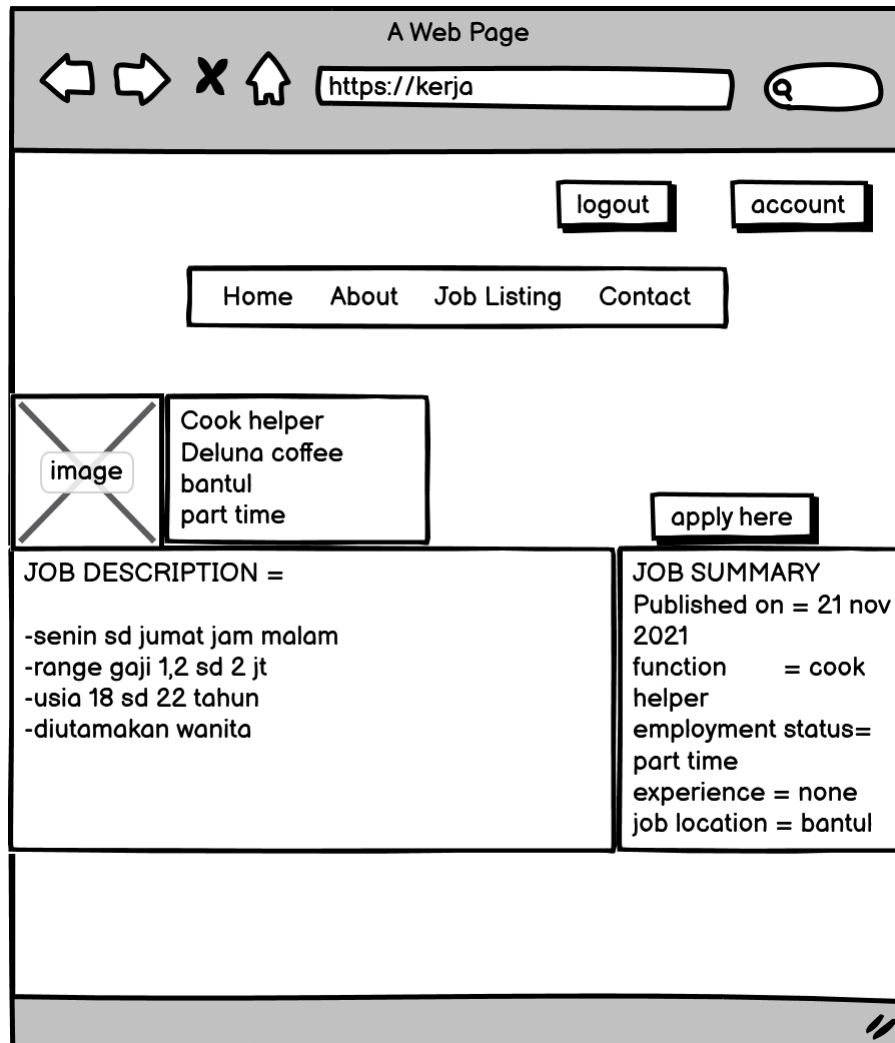 A Web Page
https://kerja
logout
account
Home About Job Listing Contact
image
Cook helper
Deluna coffee
bantul
part time
apply here
JOB DESCRIPTION =
-senin sd jumat jam malam
-range gaji 1,2 sd 2 jt
-usia 18 sd 22 tahun
-diutamakan wanita
JOB SUMMARY
Published on = 21 nov
2021
function = cook
helper
employment status=
part time
experience = none
job location = bantul